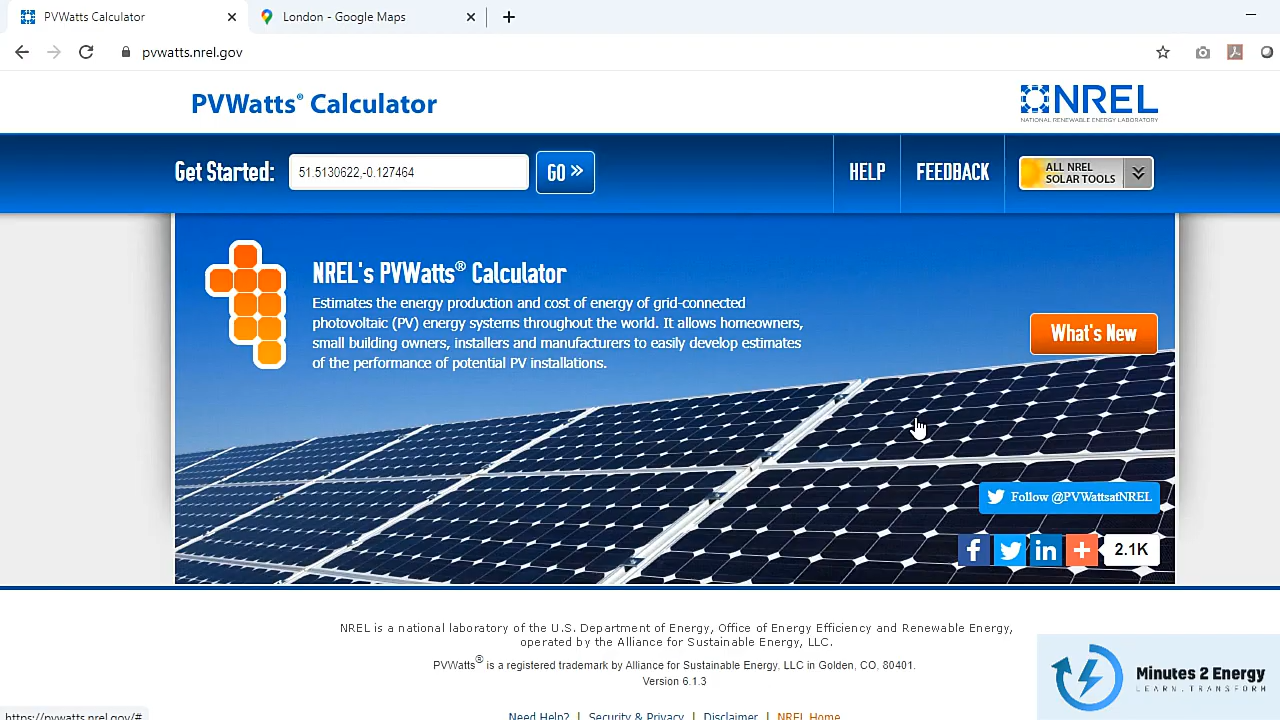 PVWatts Calculator
London - Google Maps
pvwatts.nrel.gov
PVWatts® Calculator
NREL
NATIONAL RENEWABLE ENERGY LABORATORY
Get Started:
51.5130622,-0.127464
GO »
HELP
FEEDBACK
ALL NREL
SOLAR TOOLS
NREL's PVWatts® Calculator
Estimates the energy production and cost of energy of grid-connected
photovoltaic (PV) energy systems throughout the world. It allows homeowners,
small building owners, installers and manufacturers to easily develop estimates
of the performance of potential PV installations.
What's New
Follow @PVWattsatNREL
2.1K
NREL is a national laboratory of the U.S. Department of Energy, Office of Energy Efficiency and Renewable Energy,
operated by the Alliance for Sustainable Energy, LLC.
PVWatts® is a registered trademark by Alliance for Sustainable Energy, LLC in Golden, CO, 80401.
Version 6.1.3
Need Help? | Security & Privacy | Disclaimer | NREL Home
Minutes 2 Energy
LEARN.TRANSFORM
https://pvwatts.nrel.gov/#